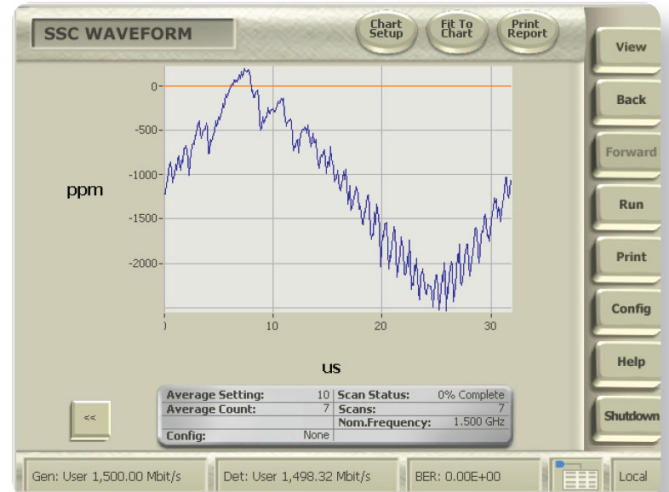 SSC WAVEFORM
Chart Setup
Fit To Chart
Print Report
View
Back
Forward
Run
Print
Config
Help
Shutdown
0
-500
-1000
-1500
-2000
ppm
0
10
20
30
us
<<
Average Setting: 10 Scan Status: 0% Complete
Average Count: 7 Scans: 7
Nom.Frequency: 1.500 GHz
Config: None
Gen: User 1,500.00 Mbit/s
Det: User 1,498.32 Mbit/s
BER: 0.00E+00
Local